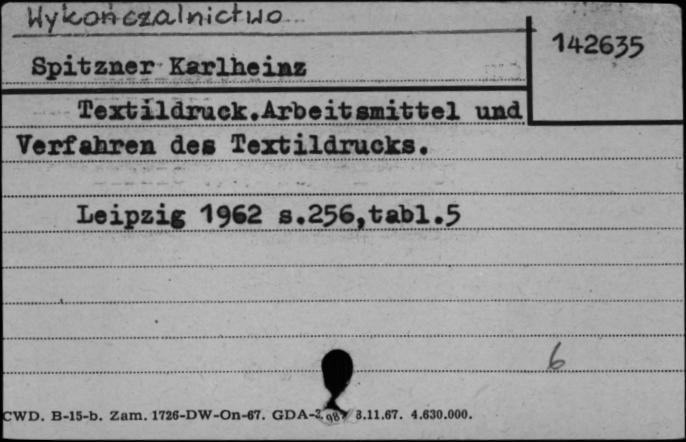 Wykończalnictwo
142635
Spitzner Karlheinz
Textildruck.Arbeitsmittel und
Verfahren des Textildrucks.
Leipzig 1962 s.256,tabl.5
6
CWD. B-15-b. Zam. 1726-DW-On-67. GDA- 3.11.67. 4.630.000.